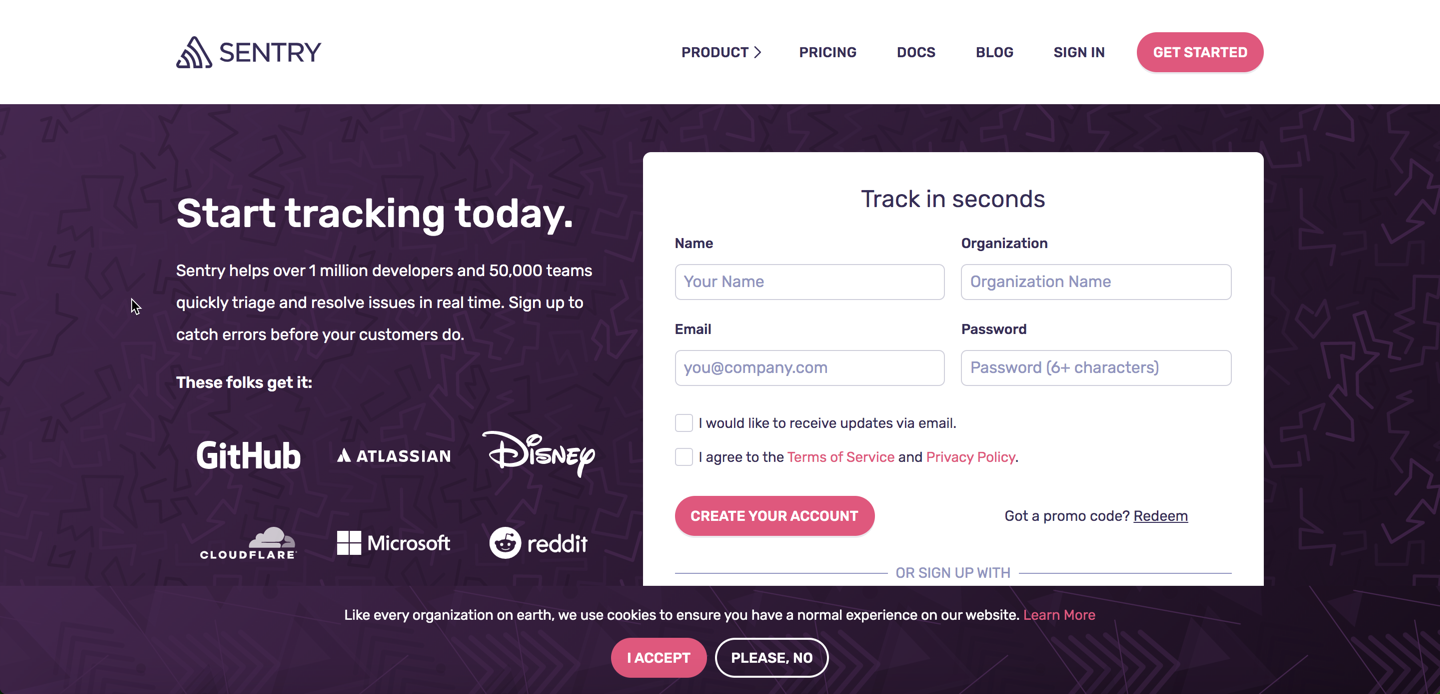 SENTRY
PRODUCT
PRICING
DOCS
BLOG
SIGN IN
GET STARTED
Start tracking today.
Sentry helps over 1 million developers and 50,000 teams
quickly triage and resolve issues in real time. Sign up to
catch errors before your customers do.
These folks get it:
GitHub
ATLASSIAN
Disney
CLOUDFLARE
Microsoft
reddit
Track in seconds
Name
Organization
Your Name
Organization Name
Email
Password
you@company.com
Password (6+ characters)
I would like to receive updates via email.
I agree to the Terms of Service and Privacy Policy.
CREATE YOUR ACCOUNT
Got a promo code? Redeem
OR SIGN UP WITH
Like every organization on earth, we use cookies to ensure you have a normal experience on our website. Learn More
I ACCEPT
PLEASE, NO